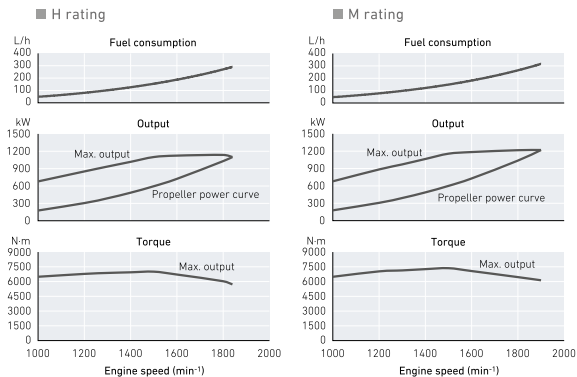 H rating
L/h
Fuel consumption
400
300
200
100
0
kW
Output
1500
1200
900
600
300
0
Max. output
Propeller power curve
N·m
Torque
9000
7500
6000
4500
3000
1500
0
Max. output
1000 1200 1400 1600 1800 2000
Engine speed (min⁻¹)
M rating
L/h
Fuel consumption
400
300
200
100
0
kW
Output
1500
1200
900
600
300
0
Max. output
Propeller power curve
N·m
Torque
9000
7500
6000
4500
3000
1500
0
Max. output
1000 1200 1400 1600 1800 2000
Engine speed (min⁻¹)